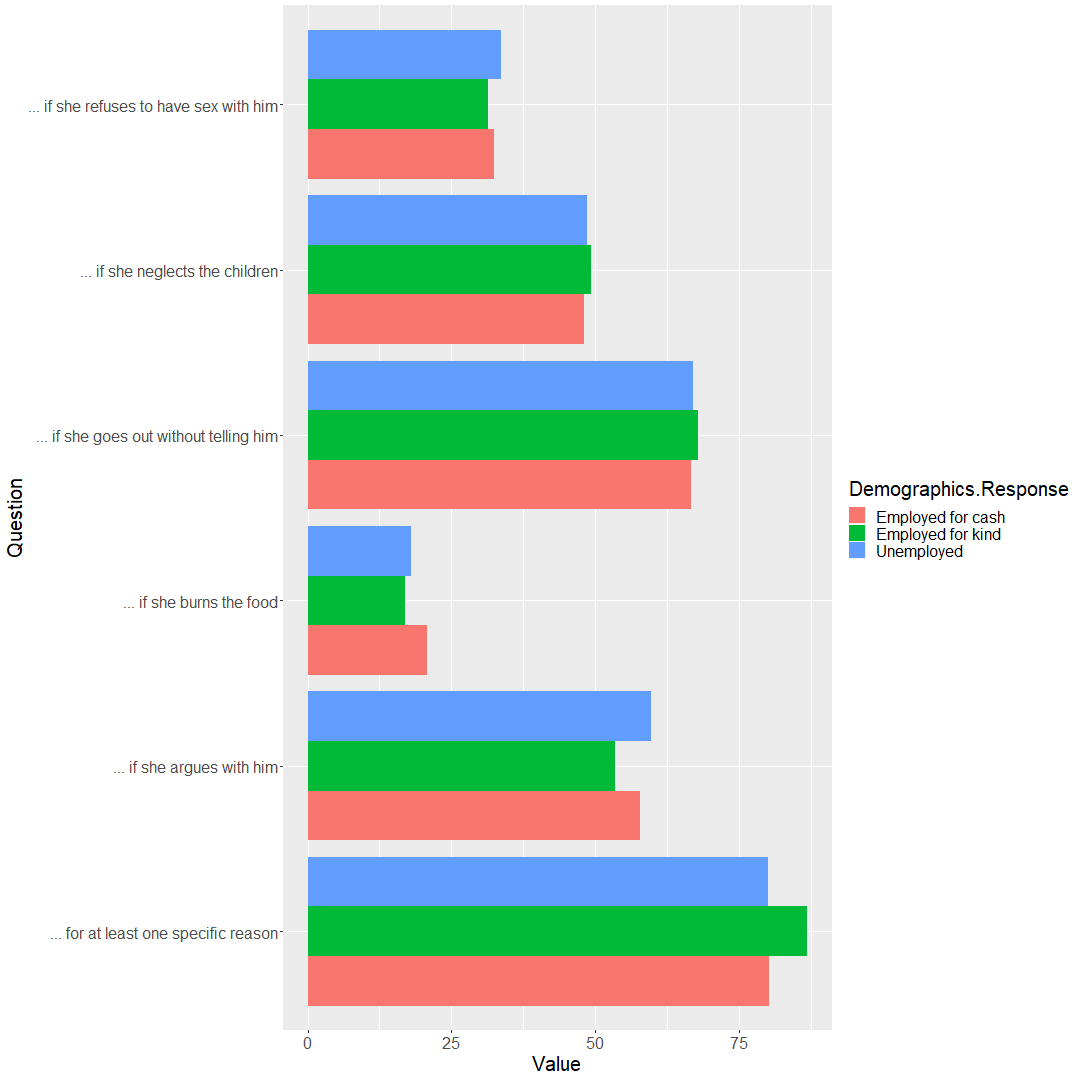 ... if she refuses to have sex with him
... if she neglects the children
... if she goes out without telling him
... if she burns the food
... if she argues with him
... for at least one specific reason
Question
0 25 50 75
Value
Demographics.Response
Employed for cash
Employed for kind
Unemployed